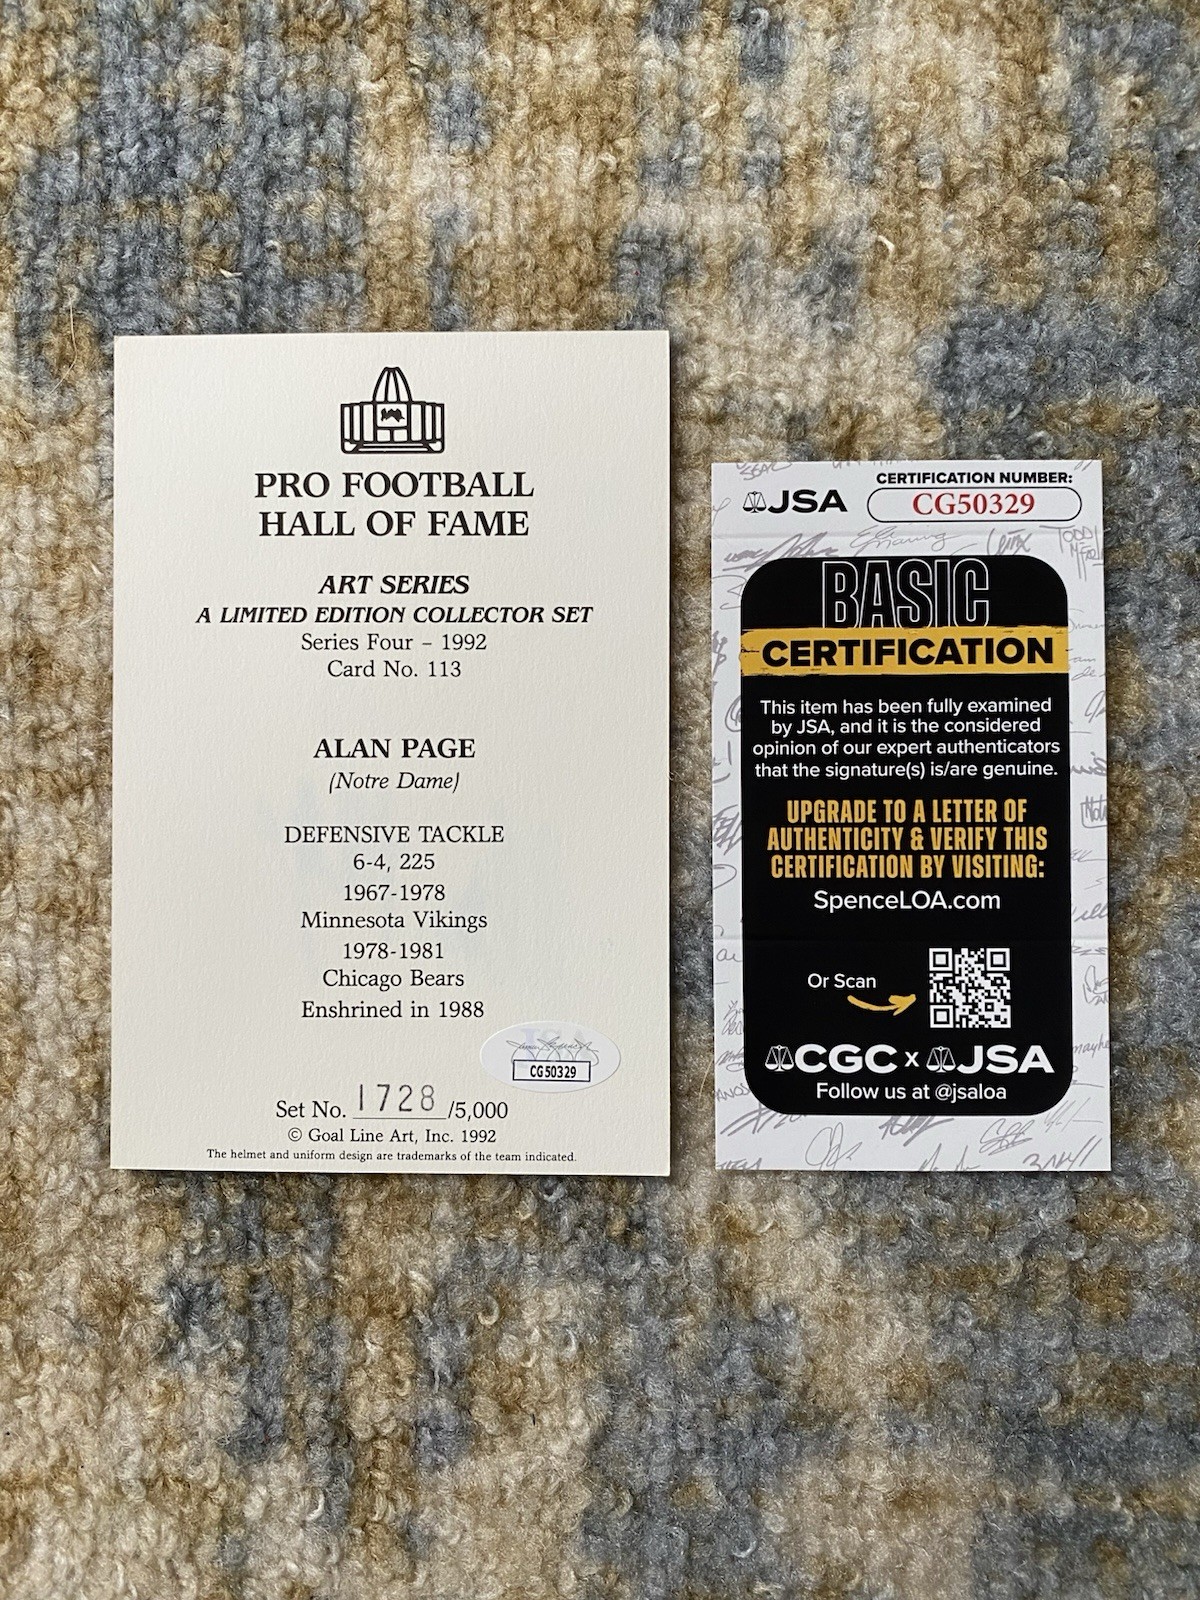 PRO FOOTBALL
HALL OF FAME
ART SERIES
A LIMITED EDITION COLLECTOR SET
Series Four – 1992
Card No. 113
ALAN PAGE
(Notre Dame)
DEFENSIVE TACKLE
6-4, 225
1967-1978
Minnesota Vikings
1978-1981
Chicago Bears
Enshrined in 1988
JSA
CG50329
Set No. 1728 /5,000
© Goal Line Art, Inc. 1992
The helmet and uniform design are trademarks of the team indicated.
JSA
CERTIFICATION NUMBER:
CG50329
BASIC
CERTIFICATION
This item has been fully examined
by JSA, and it is the considered
opinion of our expert authenticators
that the signature(s) is/are genuine.
UPGRADE TO A LETTER OF
AUTHENTICITY & VERIFY THIS
CERTIFICATION BY VISITING:
SpenceLOA.com
Or Scan
CGC x JSA
Follow us at @jsaloa